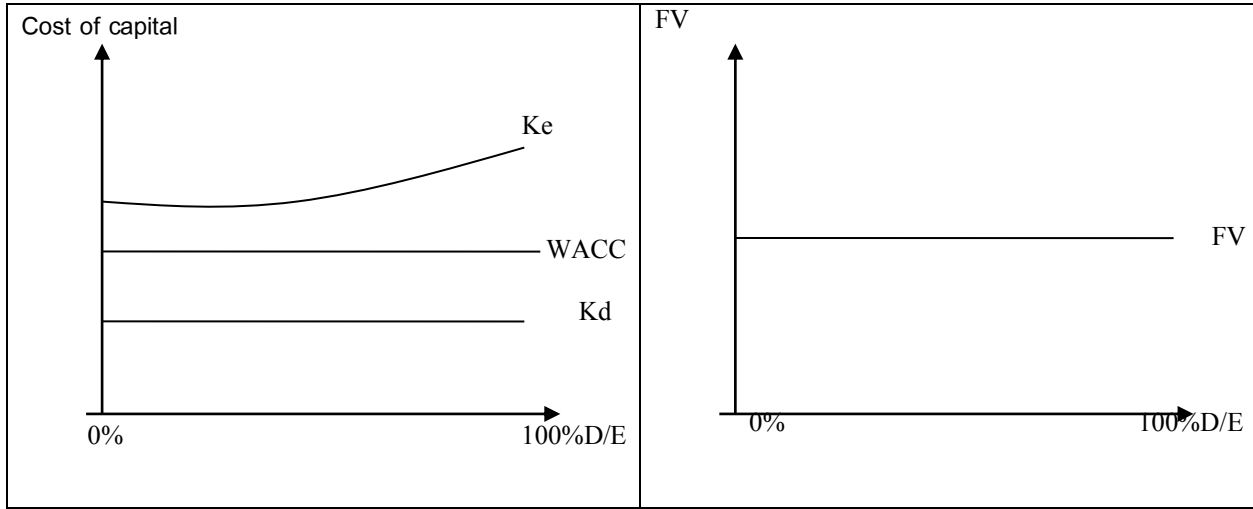 Cost of capital
Ke
WACC
Kd
0%
100%D/E
FV
FV
0%
100%D/E